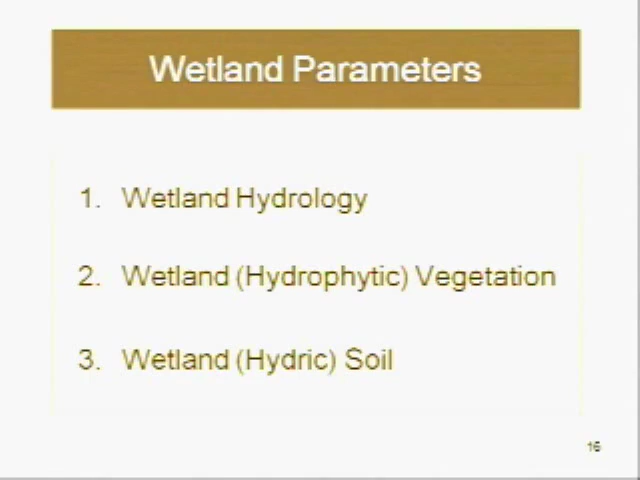 Wetland Parameters
1. Wetland Hydrology
2. Wetland (Hydrophytic) Vegetation
3. Wetland (Hydric) Soil
16